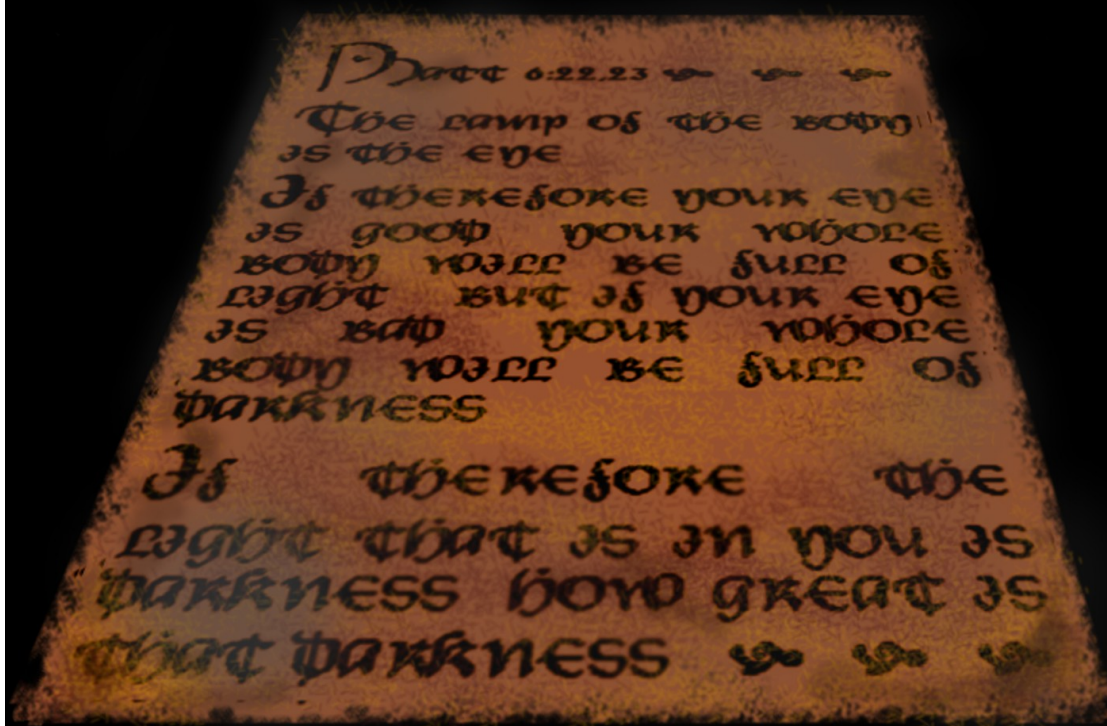 Matt 6:22,23
The lamp of the body
is the eye
If therefore your eye
is good your whole
body will be full of
light but if your eye
is bad your whole
body will be full of
darkness
If therefore the
light that is in you is
darkness how great is
that darkness